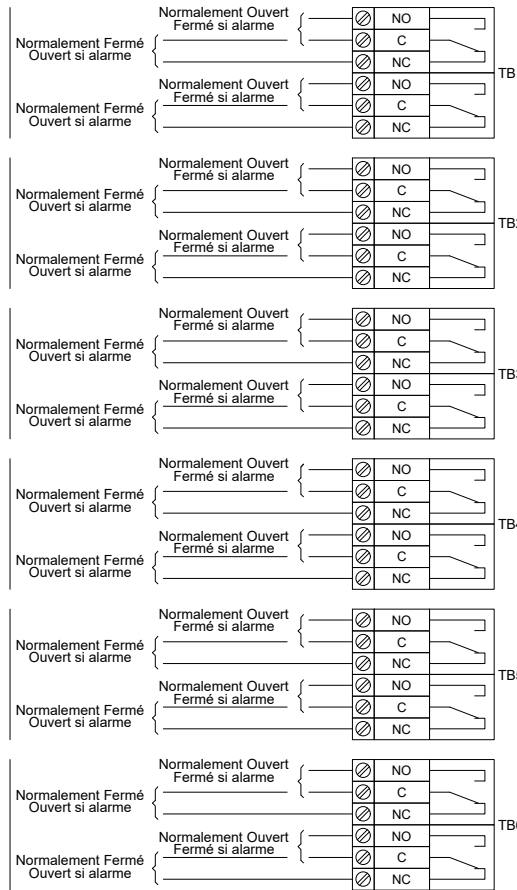 Normalement Ouvert
Fermé si alarme
NO
Normalement Fermé
Ouvert si alarme
C
NC
TB
Normalement Ouvert
Fermé si alarme
NO
Normalement Fermé
Ouvert si alarme
C
NC
Normalement Ouvert
Fermé si alarme
NO
Normalement Fermé
Ouvert si alarme
C
NC
TB2
Normalement Ouvert
Fermé si alarme
NO
Normalement Fermé
Ouvert si alarme
C
NC
Normalement Ouvert
Fermé si alarme
NO
Normalement Fermé
Ouvert si alarme
C
NC
TB3
Normalement Ouvert
Fermé si alarme
NO
Normalement Fermé
Ouvert si alarme
C
NC
Normalement Ouvert
Fermé si alarme
NO
Normalement Fermé
Ouvert si alarme
C
NC
TB4
Normalement Ouvert
Fermé si alarme
NO
Normalement Fermé
Ouvert si alarme
C
NC
Normalement Ouvert
Fermé si alarme
NO
Normalement Fermé
Ouvert si alarme
C
NC
TB5
Normalement Ouvert
Fermé si alarme
NO
Normalement Fermé
Ouvert si alarme
C
NC
Normalement Ouvert
Fermé si alarme
NO
Normalement Fermé
Ouvert si alarme
C
NC
TB6
Normalement Ouvert
Fermé si alarme
NO
Normalement Fermé
Ouvert si alarme
C
NC